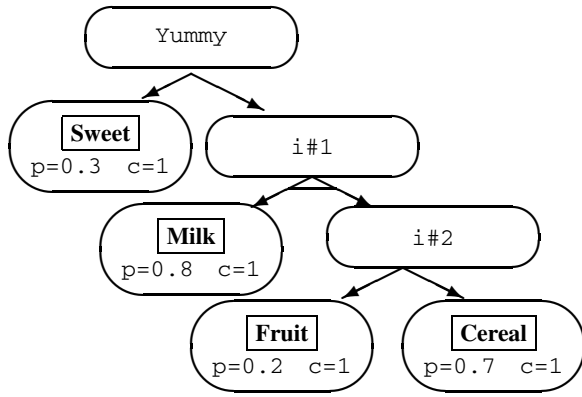 Yummy
Sweet
p=0.3 c=1
i#1
Milk
p=0.8 c=1
i#2
Fruit
p=0.2 c=1
Cereal
p=0.7 c=1